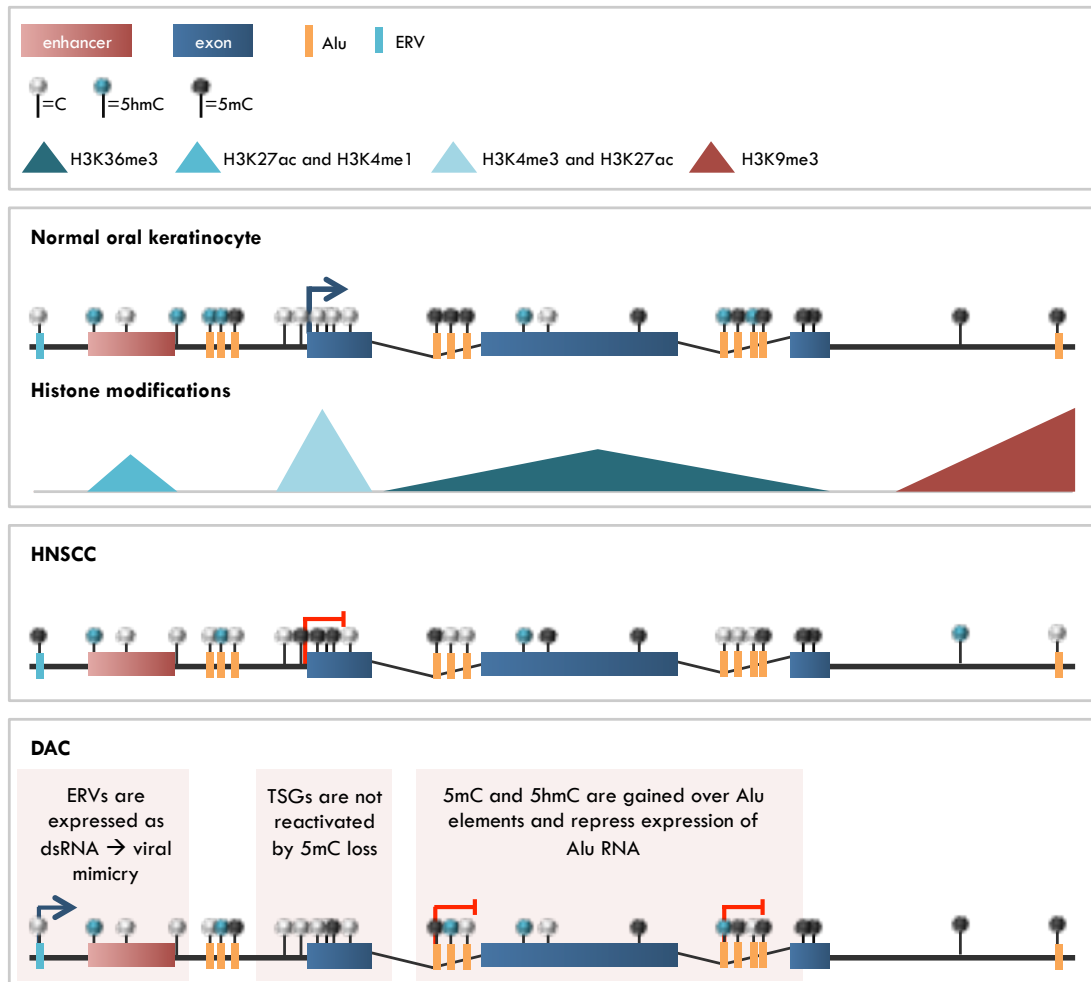 enhancer
exon
Alu
ERV
=C
=5hmC
=5mC
H3K36me3
H3K27ac and H3K4me1
H3K4me3 and H3K27ac
H3K9me3
Normal oral keratinocyte
Histone modifications
HNSCC
DAC
ERVs are
expressed as
dsRNA → viral
mimicry
TSGs are not
reactivated
by 5mC loss
5mC and 5hmC are gained over Alu
elements and repress expression of
Alu RNA